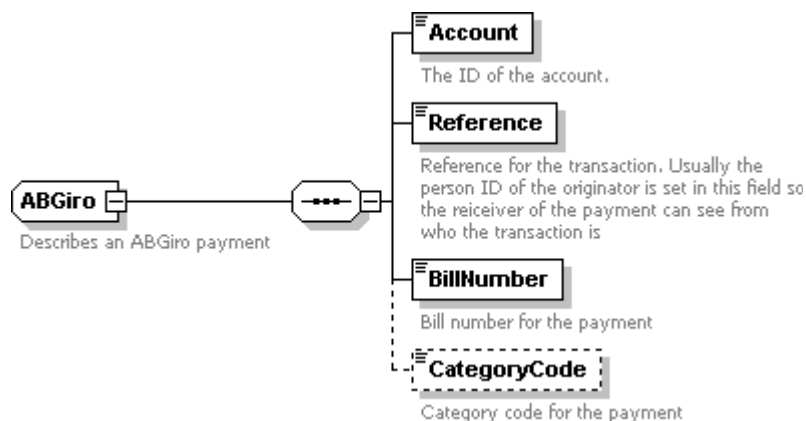 Account
The ID of the account.
Reference
Reference for the transaction. Usually the
person ID of the originator is set in this field so
the reiceiver of the payment can see from
who the transaction is
ABGiro
Describes an ABGiro payment
BillNumber
Bill number for the payment
CategoryCode
Category code for the payment